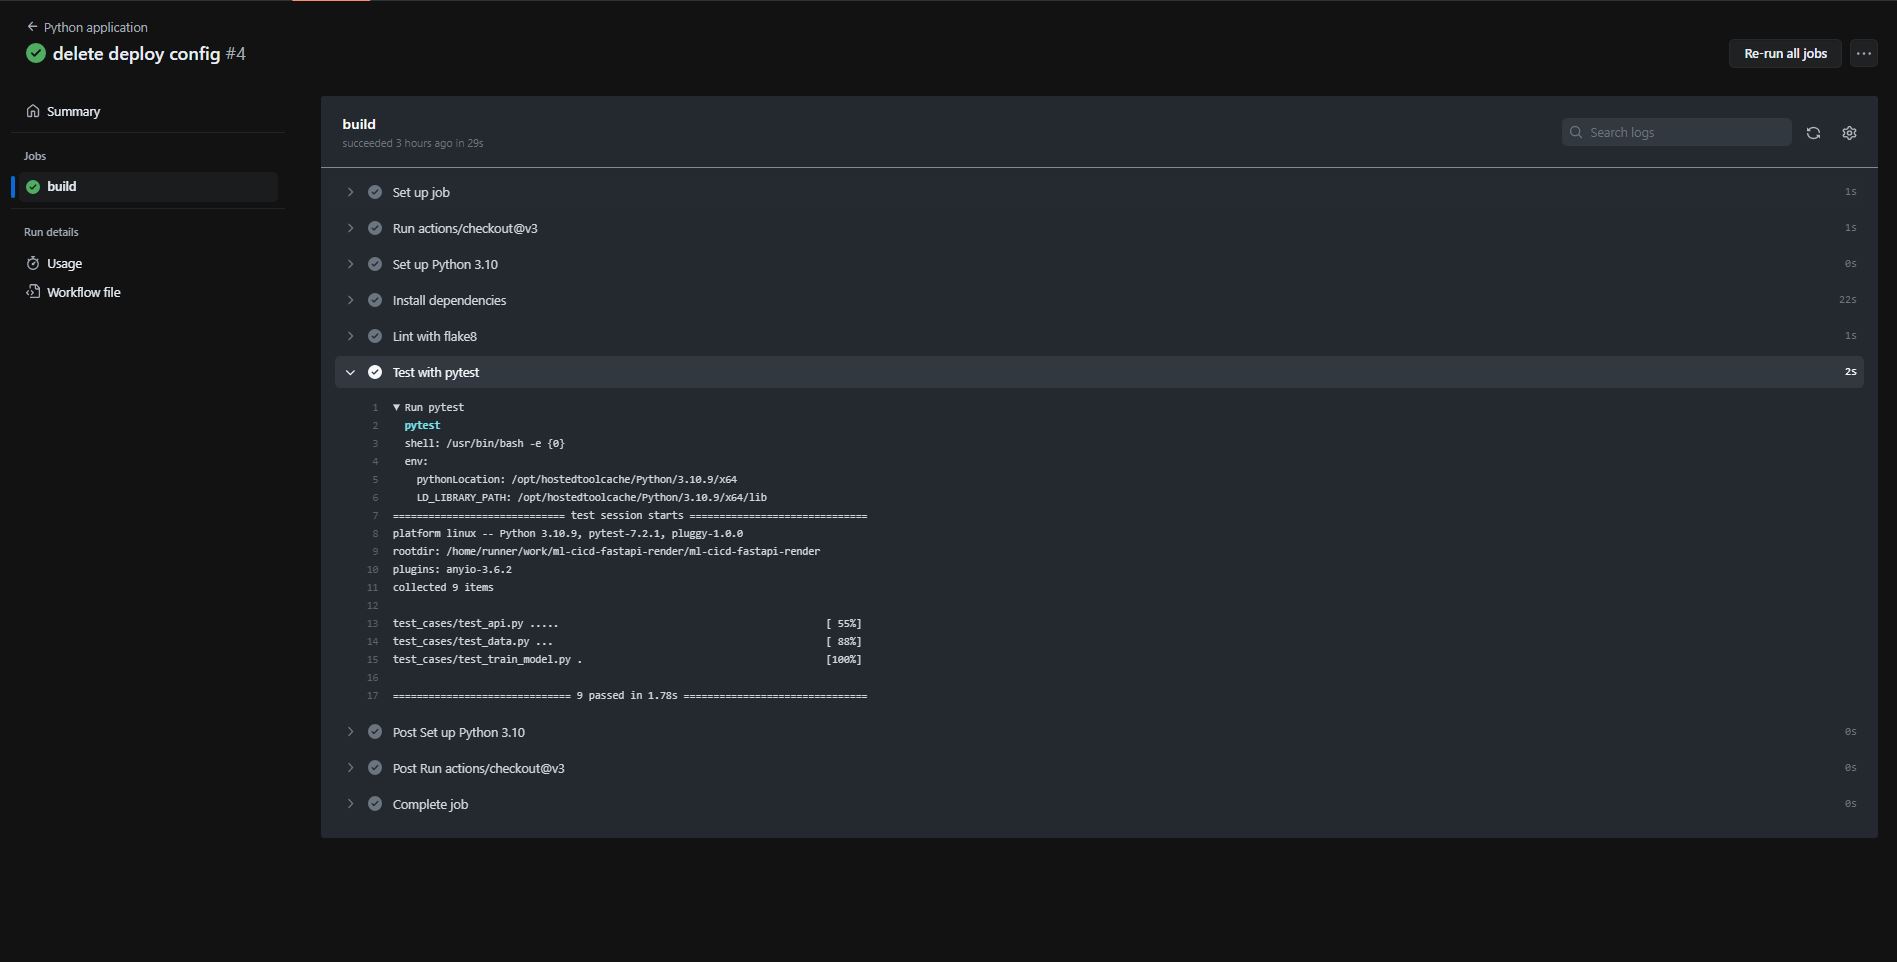 Python application
delete deploy config #4
Re-run all jobs
Summary
Jobs
build
Run details
Usage
Workflow file
build
succeeded 3 hours ago in 29s
Search logs
Set up job 1s
Run actions/checkout@v3 1s
Set up Python 3.10 0s
Install dependencies 22s
Lint with flake8 1s
Test with pytest 2s
1 ▼ Run pytest
2 pytest
3 shell: /usr/bin/bash -e {0}
4 env:
5 pythonLocation: /opt/hostedtoolcache/Python/3.10.9/x64
6 LD_LIBRARY_PATH: /opt/hostedtoolcache/Python/3.10.9/x64/lib
7 ============================= test session starts ==============================
8 platform linux -- Python 3.10.9, pytest-7.2.1, pluggy-1.0.0
9 rootdir: /home/runner/work/ml-cicd-fastapi-render/ml-cicd-fastapi-render
10 plugins: anyio-3.6.2
11 collected 9 items
12
13 test_cases/test_api.py ..... [ 55%]
14 test_cases/test_data.py ... [ 88%]
15 test_cases/test_train_model.py . [100%]
16
17 ============================== 9 passed in 1.78s ===============================
Post Set up Python 3.10 0s
Post Run actions/checkout@v3 0s
Complete job 0s